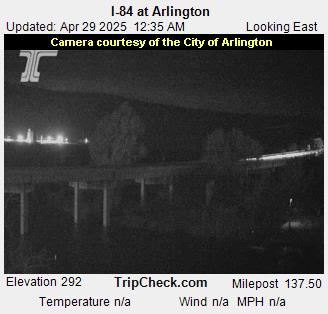 I-84 at Arlington
Updated: Apr 29 2025 12:35 AM Looking East
Camera courtesy of the City of Arlington
Elevation 292 TripCheck.com Milepost 137.50
Temperature n/a Wind n/a MPH n/a